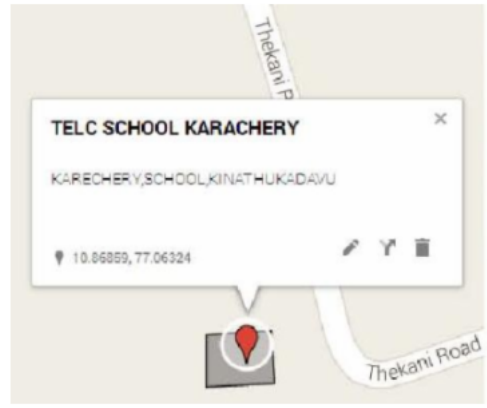 Thekani R
TELC SCHOOL KARACHERY
KARECHERY,SCHOOL,KINATHUKADAVU
10.86859, 77.06324
Thekani Road